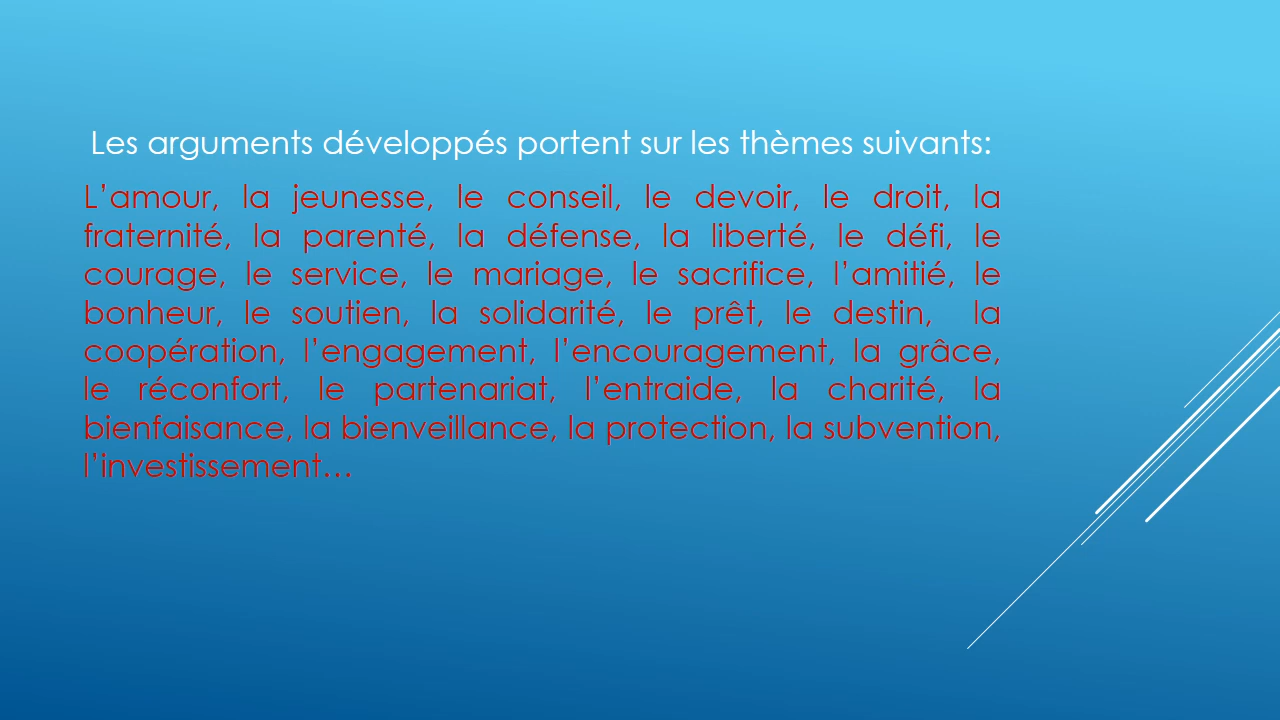 Les arguments développés portent sur les thèmes suivants:
L’amour, la jeunesse, le conseil, le devoir, le droit, la
fraternité, la parenté, la défense, la liberté, le défi, le
courage, le service, le mariage, le sacrifice, l’amitié, le
bonheur, le soutien, la solidarité, le prêt, le destin, la
coopération, l’engagement, l’encouragement, la grâce,
le réconfort, le partenariat, l’entraide, la charité, la
bienfaisance, la bienveillance, la protection, la subvention,
l’investissement…